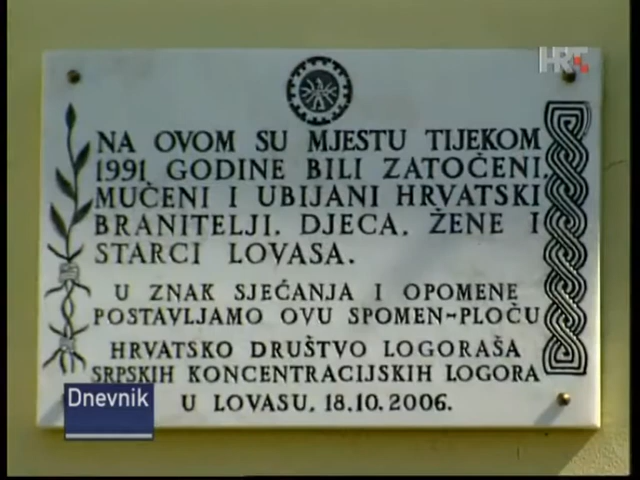 HRT
NA OVOM SU MJESTU TIJEKOM
1991 GODINE BILI ZATOČENI,
MUČENI I UBIJANI HRVATSKI
BRANITELJI, DJECA, ŽENE I
STARCI LOVASA.
U ZNAK SJEĆANJA I OPOMENE
POSTAVLJAMO OVU SPOMEN-PLOČU
HRVATSKO DRUŠTVO LOGORAŠA
SRPSKIH KONCENTRACIJSKIH LOGORA
U LOVASU, 18.10.2006.
Dnevnik